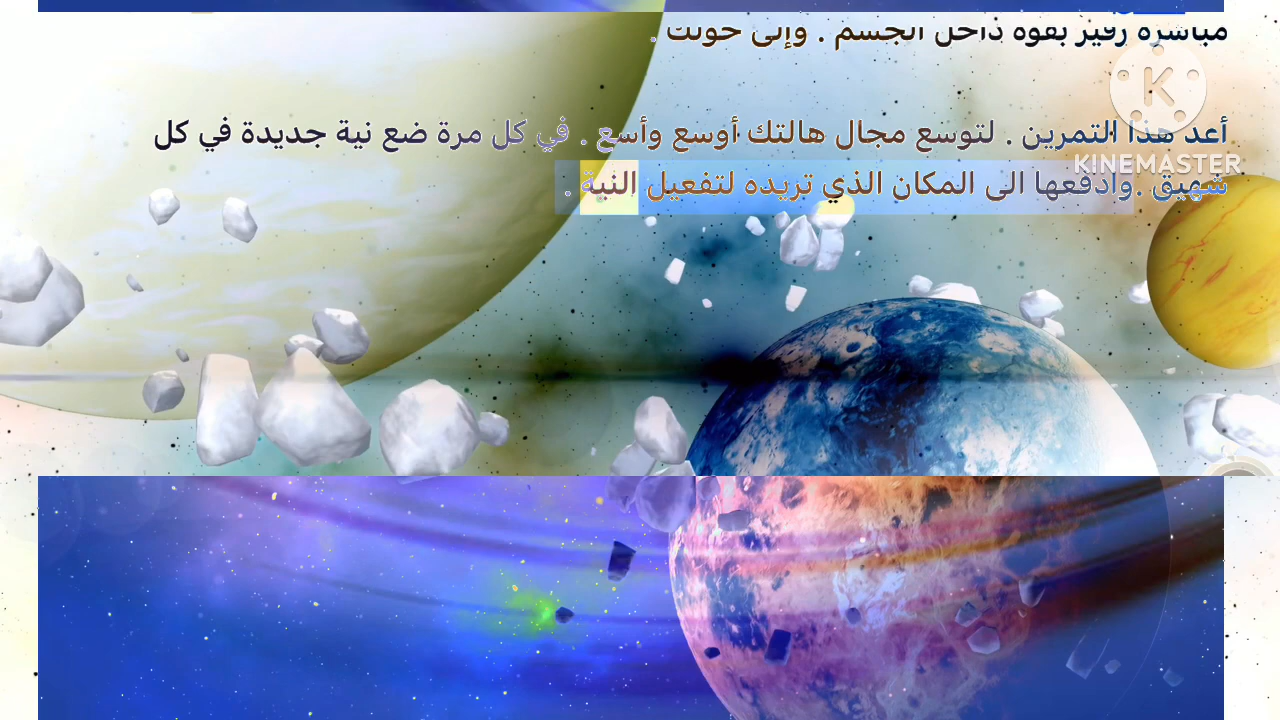 مباشرة زفير بقوة داخل الجسم . وإلى حولك .
أعد هذا التمرين . لتوسع مجال هالتك أوسع وأسع . في كل مرة ضع نية جديدة في كل
شهيق .وادفعها الى المكان الذي تريده لتفعيل النية .
KINEMASTER